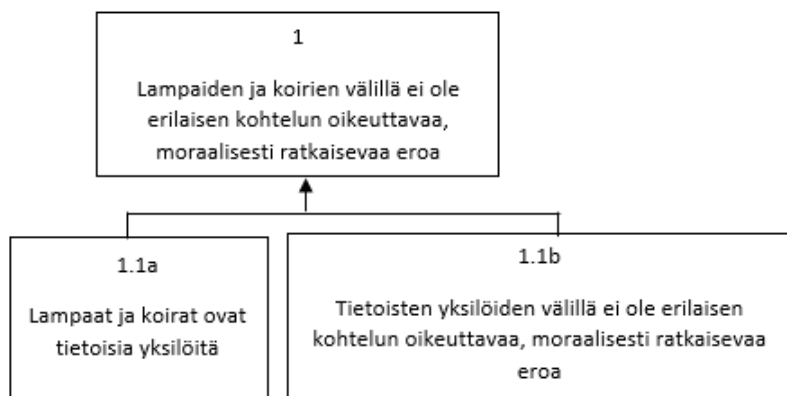 1
Lampaiden ja koirien välillä ei ole
erilaisen kohtelun oikeuttavaa,
moraalisesti ratkaisevaa eroa
1.1a
Lampaat ja koirat ovat
tietoisia yksilöitä
1.1b
Tietoisten yksilöiden välillä ei ole erilaisen
kohtelun oikeuttavaa, moraalisesti ratkaisevaa
eroa